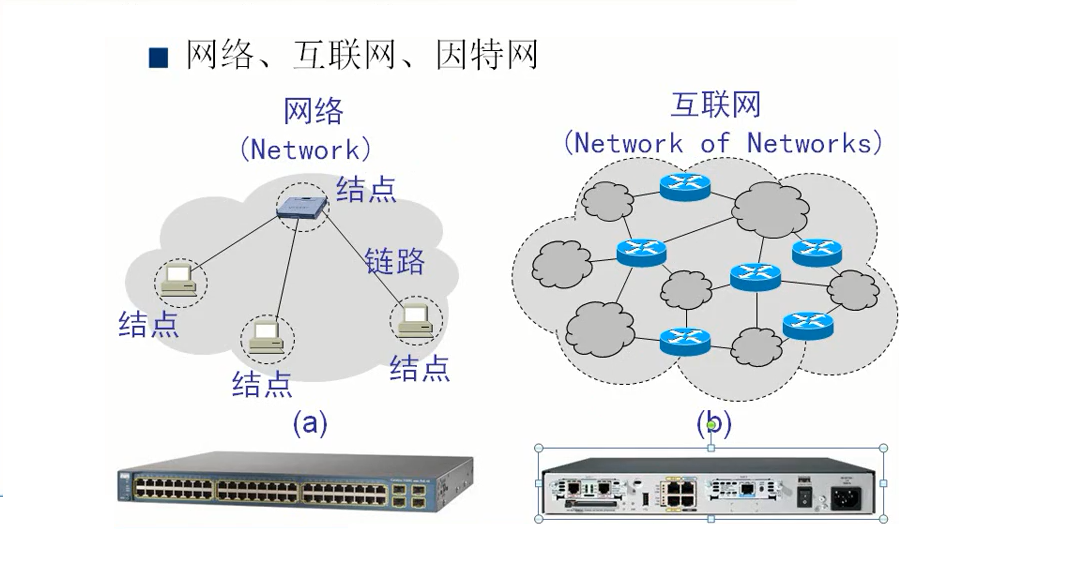 网络、互联网、因特网
网络
(Network)
互联网
(Network of Networks)
结点
链路
结点
结点
结点
(a)
(b)